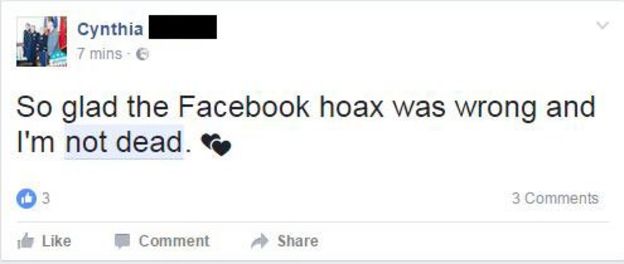 Cynthia
7 mins ·
So glad the Facebook hoax was wrong and
I'm not dead.
3
3 Comments
Like
Comment
Share